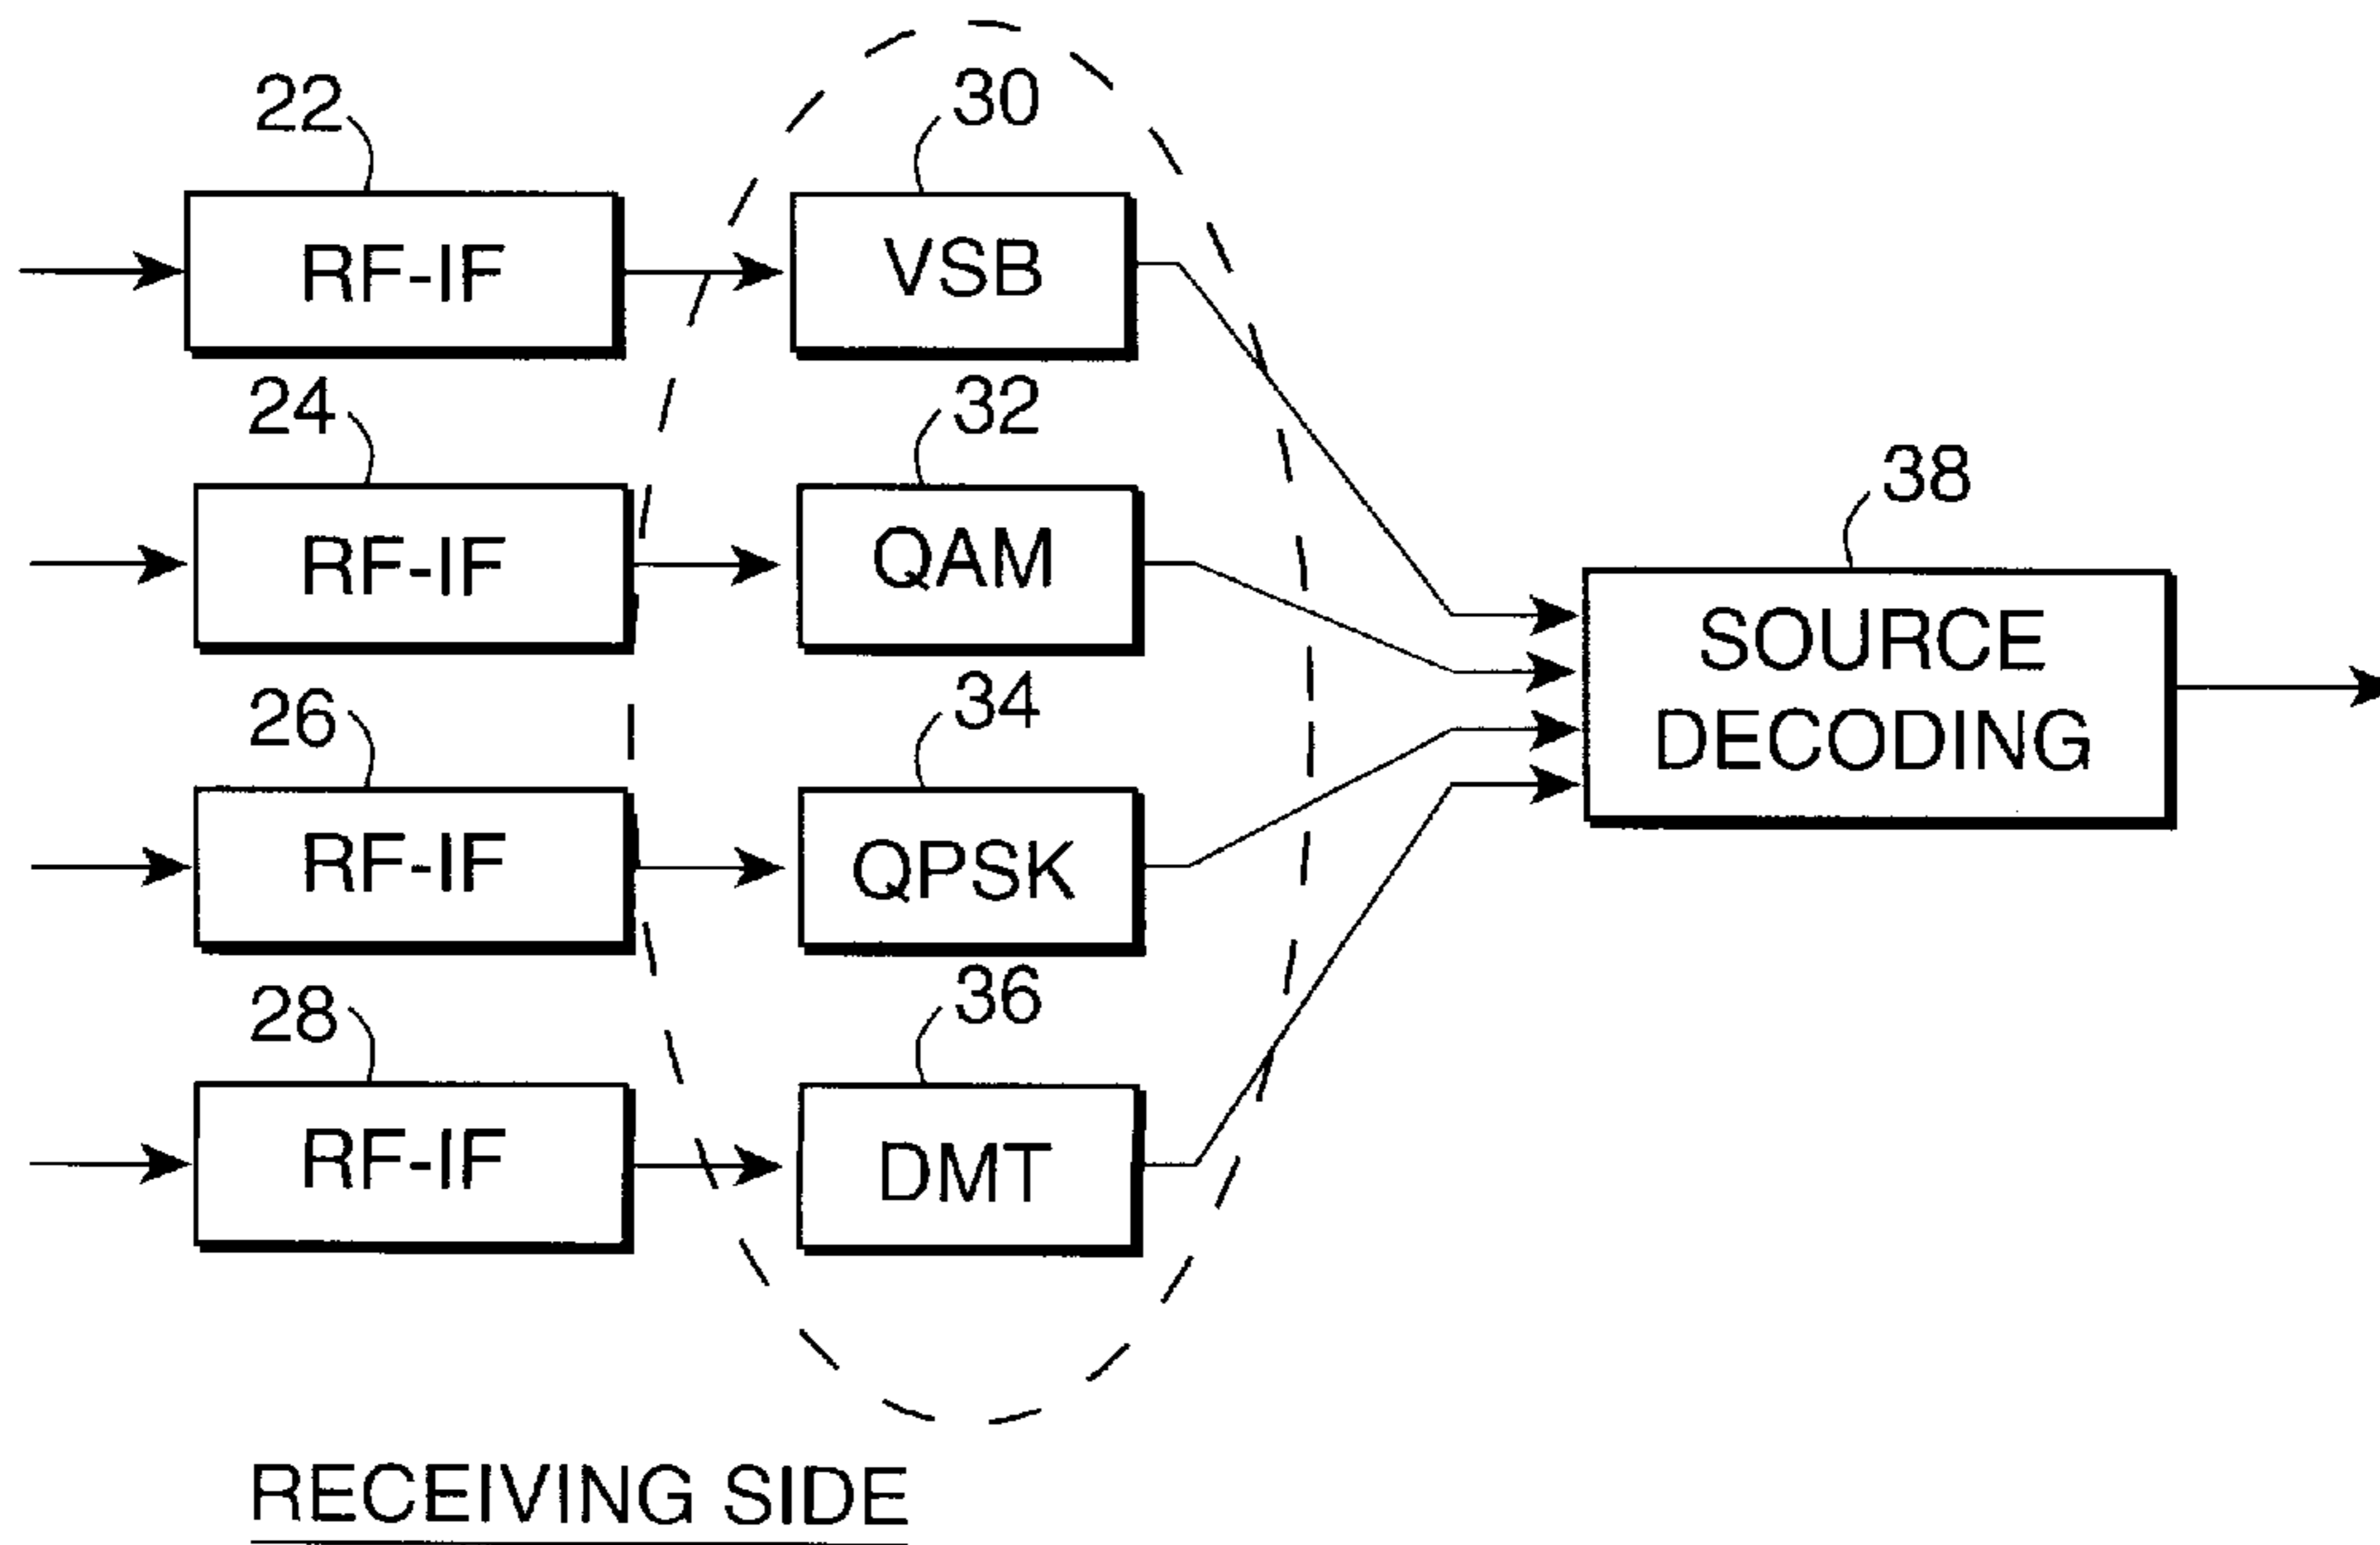 22
30
RF-IF
VSB
24
32
RF-IF
QAM
38
SOURCE
DECODING
26
34
RF-IF
QPSK
28
36
RF-IF
DMT
RECEIVING SIDE